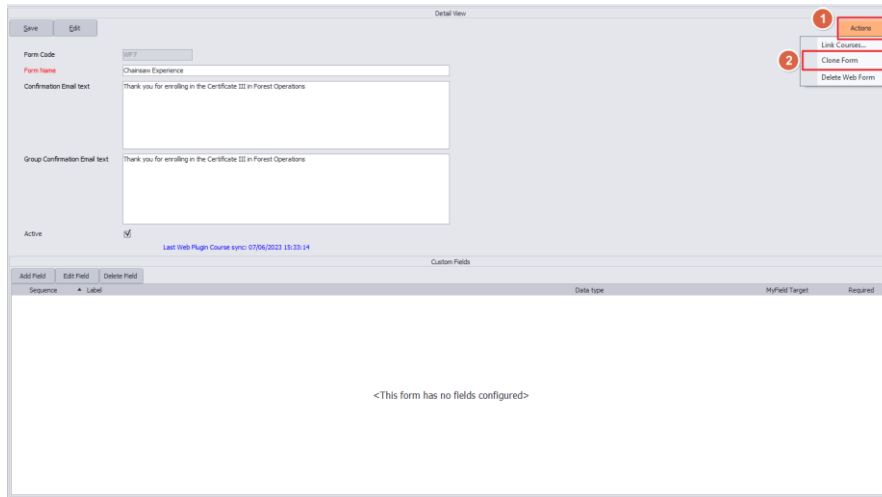 Detail View
Save
Edit
1
Actions
Link Courses...
2
Clone Form
Delete Web Form
Form Code
WF7
Form Name
Chainsaw Experience
Confirmation Email text
Thank you for enrolling in the Certificate III in Forest Operations
Group Confirmation Email text
Thank you for enrolling in the Certificate III in Forest Operations
Active
Last Web Plugin Course sync: 07/06/2023 15:33:14
Custom Fields
Add Field
Edit Field
Delete Field
Sequence
Label
Data type
MyField Target
Required
<This form has no fields configured>